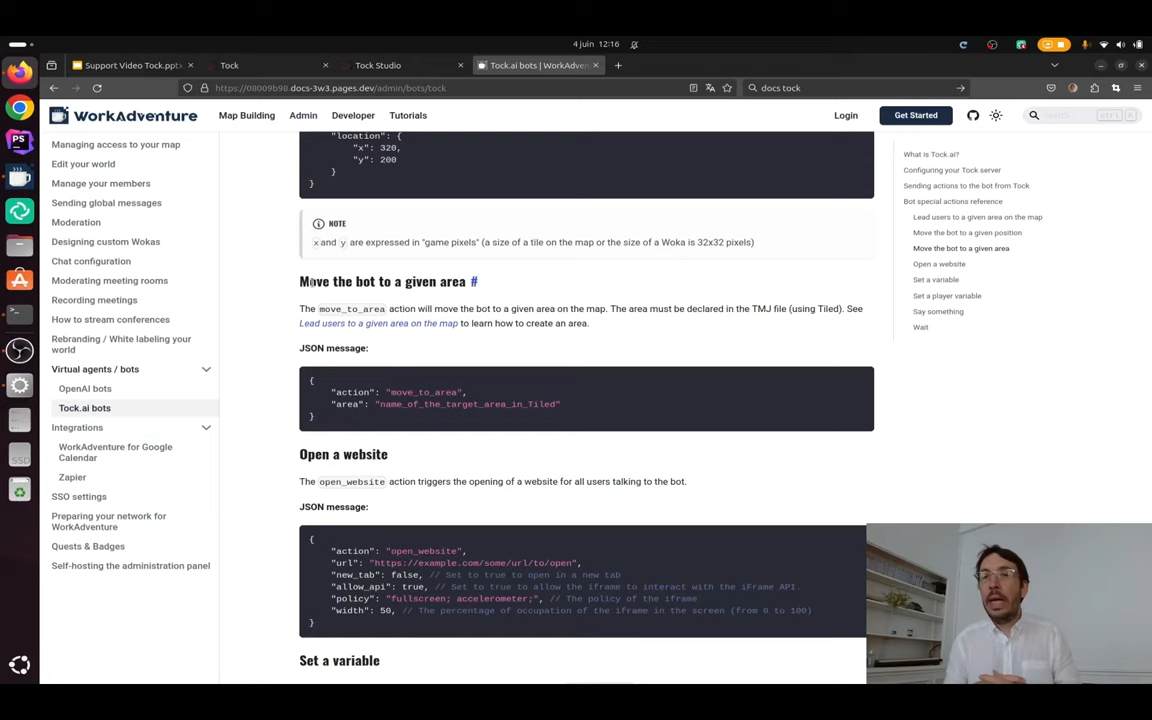 4 juin 12:16
Support Video Tock.pptx
Tock
Tock Studio
Tock.ai bots | WorkAdven
https://08009b98.docs-3w3.pages.dev/admin/bots/tock
docs tock
WorkAdventure
Map Building
Admin
Developer
Tutorials
Login
Get Started
Managing access to your map
Edit your world
Manage your members
Sending global messages
Moderation
Designing custom Wokas
Chat configuration
Moderating meeting rooms
Recording meetings
How to stream conferences
Rebranding / White labeling your
world
Virtual agents / bots
OpenAI bots
Tock.ai bots
Integrations
WorkAdventure for Google
Calendar
Zapier
SSO settings
Preparing your network for
WorkAdventure
Quests & Badges
Self-hosting the administration panel
"location": {
"x": 320,
"y": 200
}
}
NOTE
x and y are expressed in "game pixels" (a size of a tile on the map or the size of a Woka is 32x32 pixels)
Move the bot to a given area #
The move_to_area action will move the bot to a given area on the map. The area must be declared in the TMJ file (using Tiled). See
Lead users to a given area on the map to learn how to create an area.
JSON message:
{
"action": "move_to_area",
"area": "name_of_the_target_area_in_Tiled"
}
Open a website
The open_website action triggers the opening of a website for all users talking to the bot.
JSON message:
{
"action": "open_website",
"url": "https://example.com/some/url/to/open",
"new_tab": false, // Set to true to open in a new tab
"allow_api": true, // Set to true to allow the iframe to interact with the iFrame API.
"policy": "fullscreen; accelerometer;", // The policy of the iframe
"width": 50, // The percentage of occupation of the iframe in the screen (from 0 to 100)
}
Set a variable
What is Tock.ai?
Configuring your Tock server
Sending actions to the bot from Tock
Bot special actions reference
Lead users to a given area on the map
Move the bot to a given position
Move the bot to a given area
Open a website
Set a variable
Set a player variable
Say something
Wait
PS
SSD